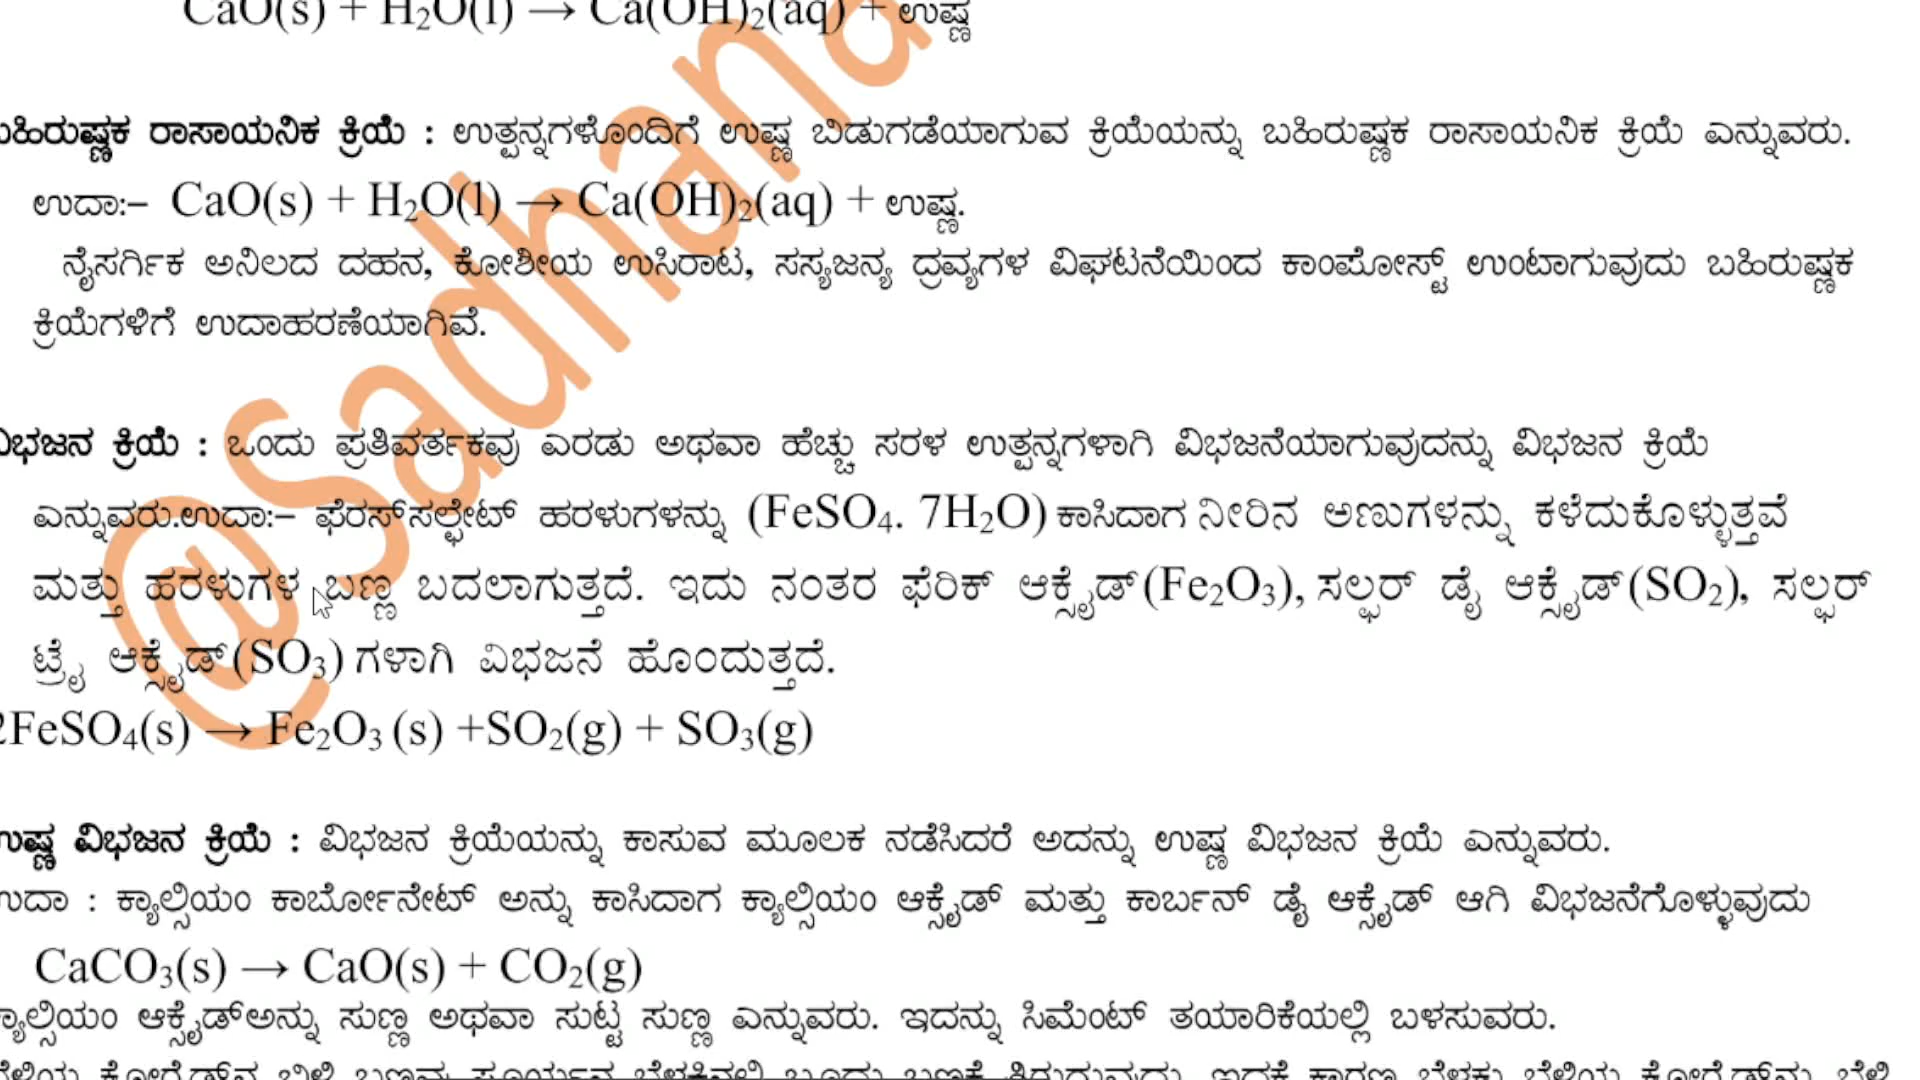 CaO(s) + H₂O(l) → Ca(OH)₂(aq) + ಉಷ್ಣ
ಬಹಿರುಷ್ಣಕ ರಾಸಾಯನಿಕ ಕ್ರಿಯೆ : ಉತ್ಪನ್ನಗಳೊಂದಿಗೆ ಉಷ್ಣ ಬಿಡುಗಡೆಯಾಗುವ ಕ್ರಿಯೆಯನ್ನು ಬಹಿರುಷ್ಣಕ ರಾಸಾಯನಿಕ ಕ್ರಿಯೆ ಎನ್ನುವರು.
ಉದಾ:– CaO(s) + H₂O(l) → Ca(OH)₂(aq) + ಉಷ್ಣ.
ನೈಸರ್ಗಿಕ ಅನಿಲದ ದಹನ, ಕೋಶೀಯ ಉಸಿರಾಟ, ಸಸ್ಯಜನ್ಯ ದ್ರವ್ಯಗಳ ವಿಘಟನೆಯಿಂದ ಕಾಂಪೋಸ್ಟ್ ಉಂಟಾಗುವುದು ಬಹಿರುಷ್ಣಕ
ಕ್ರಿಯೆಗಳಿಗೆ ಉದಾಹರಣೆಯಾಗಿವೆ.
ವಿಭಜನ ಕ್ರಿಯೆ : ಒಂದು ಪ್ರತಿವರ್ತಕವು ಎರಡು ಅಥವಾ ಹೆಚ್ಚು ಸರಳ ಉತ್ಪನ್ನಗಳಾಗಿ ವಿಭಜನೆಯಾಗುವುದನ್ನು ವಿಭಜನ ಕ್ರಿಯೆ
ಎನ್ನುವರು.ಉದಾ:– ಫೆರಸ್‌ಸಲ್ಫೇಟ್ ಹರಳುಗಳನ್ನು (FeSO₄. 7H₂O) ಕಾಸಿದಾಗ ನೀರಿನ ಅಣುಗಳನ್ನು ಕಳೆದುಕೊಳ್ಳುತ್ತವೆ
ಮತ್ತು ಹರಳುಗಳ ಬಣ್ಣ ಬದಲಾಗುತ್ತದೆ. ಇದು ನಂತರ ಫೆರಿಕ್ ಆಕ್ಸೈಡ್(Fe₂O₃), ಸಲ್ಫರ್ ಡೈ ಆಕ್ಸೈಡ್(SO₂), ಸಲ್ಫರ್
ಟ್ರೈ ಆಕ್ಸೈಡ್(SO₃) ಗಳಾಗಿ ವಿಭಜನೆ ಹೊಂದುತ್ತದೆ.
2FeSO₄(s) → Fe₂O₃ (s) +SO₂(g) + SO₃(g)
ಉಷ್ಣ ವಿಭಜನ ಕ್ರಿಯೆ : ವಿಭಜನ ಕ್ರಿಯೆಯನ್ನು ಕಾಸುವ ಮೂಲಕ ನಡೆಸಿದರೆ ಅದನ್ನು ಉಷ್ಣ ವಿಭಜನ ಕ್ರಿಯೆ ಎನ್ನುವರು.
ಉದಾ : ಕ್ಯಾಲ್ಸಿಯಂ ಕಾರ್ಬೋನೇಟ್ ಅನ್ನು ಕಾಸಿದಾಗ ಕ್ಯಾಲ್ಸಿಯಂ ಆಕ್ಸೈಡ್ ಮತ್ತು ಕಾರ್ಬನ್ ಡೈ ಆಕ್ಸೈಡ್ ಆಗಿ ವಿಭಜನೆಗೊಳ್ಳುವುದು
CaCO₃(s) → CaO(s) + CO₂(g)
ಕ್ಯಾಲ್ಸಿಯಂ ಆಕ್ಸೈಡ್‌ಅನ್ನು ಸುಣ್ಣ ಅಥವಾ ಸುಟ್ಟ ಸುಣ್ಣ ಎನ್ನುವರು. ಇದನ್ನು ಸಿಮೆಂಟ್ ತಯಾರಿಕೆಯಲ್ಲಿ ಬಳಸುವರು.
@Sadhana